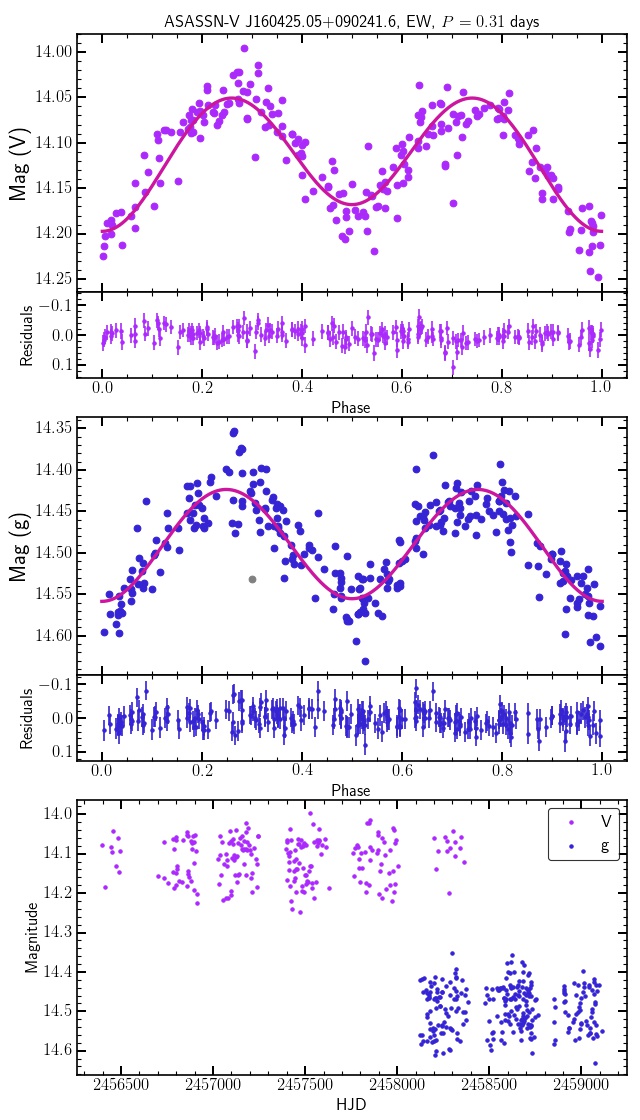 ASASSN-V J160425.05+090241.6, EW, P = 0.31 days
14.00
14.05
14.10
14.15
14.20
14.25
Mag (V)
−0.1
0.0
0.1
Residuals
0.0 0.2 0.4 0.6 0.8 1.0
Phase
14.35
14.40
14.45
14.50
14.55
14.60
Mag (g)
−0.1
0.0
0.1
Residuals
0.0 0.2 0.4 0.6 0.8 1.0
Phase
14.0
14.1
14.2
14.3
14.4
14.5
14.6
Magnitude
V
g
2456500 2457000 2457500 2458000 2458500 2459000
HJD